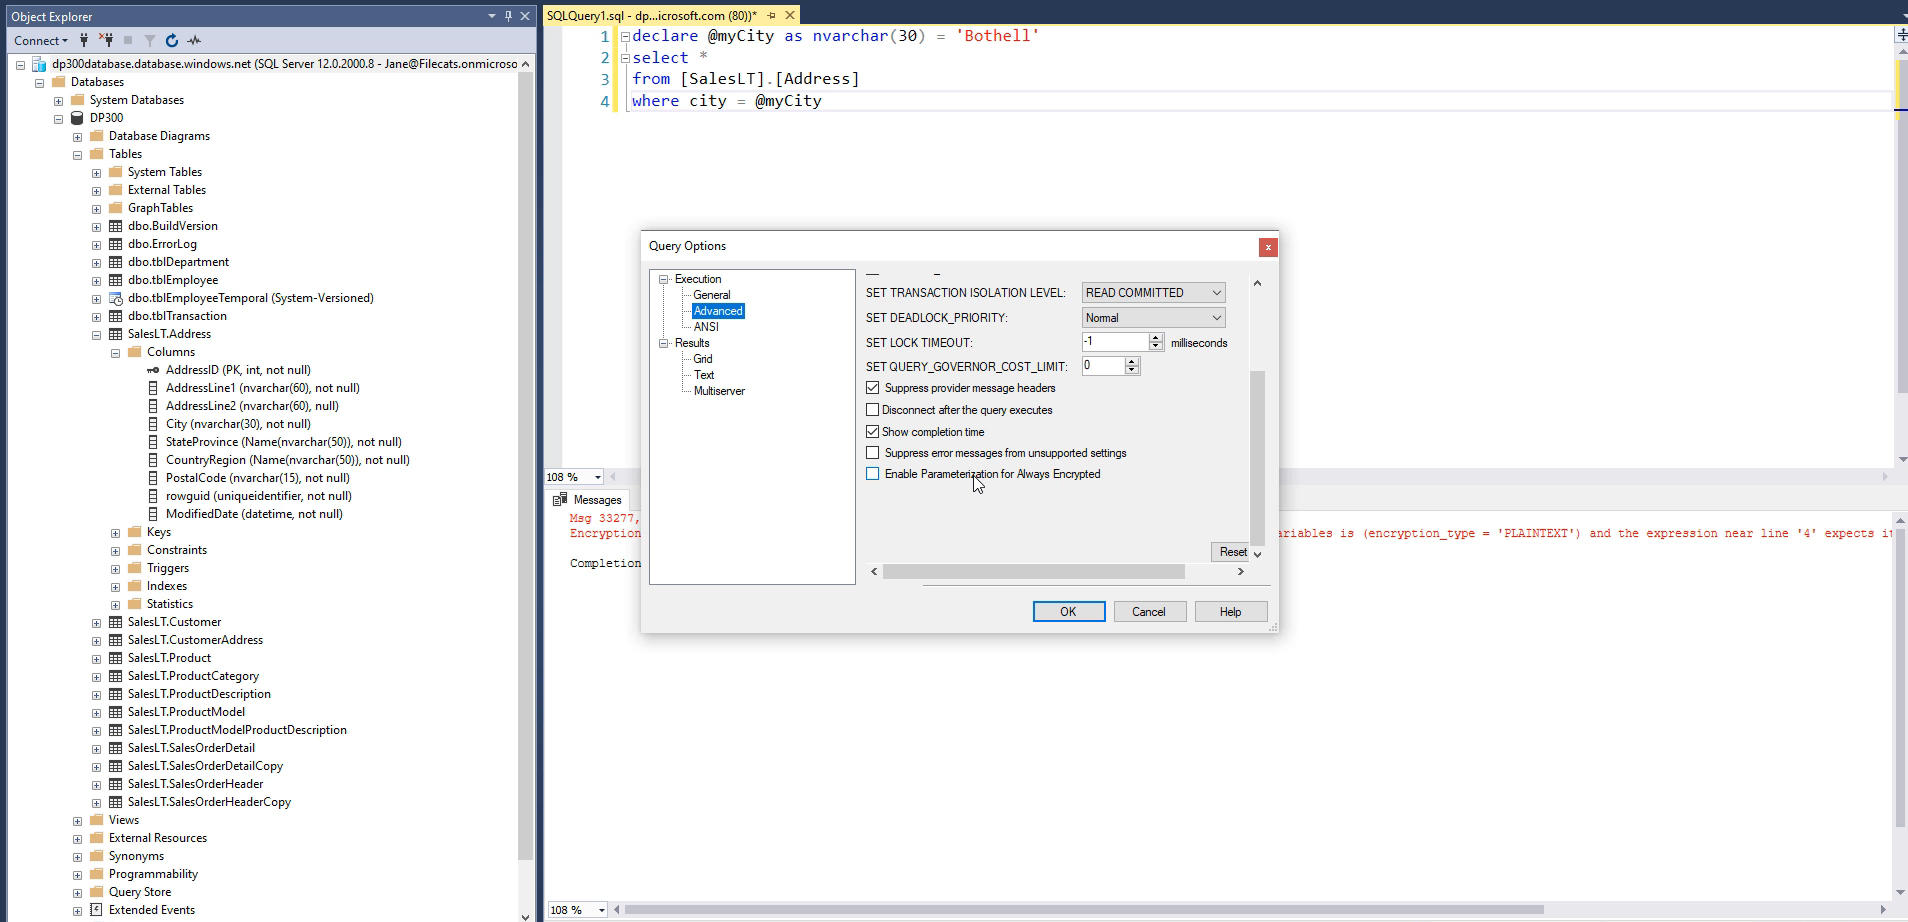 Object Explorer
Connect
dp300database.database.windows.net (SQL Server 12.0.2000.8 - Jane@Filecats.onmicroso
Databases
System Databases
DP300
Database Diagrams
Tables
System Tables
External Tables
GraphTables
dbo.BuildVersion
dbo.ErrorLog
dbo.tblDepartment
dbo.tblEmployee
dbo.tblEmployeeTemporal (System-Versioned)
dbo.tblTransaction
SalesLT.Address
Columns
AddressID (PK, int, not null)
AddressLine1 (nvarchar(60), not null)
AddressLine2 (nvarchar(60), null)
City (nvarchar(30), not null)
StateProvince (Name(nvarchar(50)), not null)
CountryRegion (Name(nvarchar(50)), not null)
PostalCode (nvarchar(15), not null)
rowguid (uniqueidentifier, not null)
ModifiedDate (datetime, not null)
Keys
Constraints
Triggers
Indexes
Statistics
SalesLT.Customer
SalesLT.CustomerAddress
SalesLT.Product
SalesLT.ProductCategory
SalesLT.ProductDescription
SalesLT.ProductModel
SalesLT.ProductModelProductDescription
SalesLT.SalesOrderDetail
SalesLT.SalesOrderDetailCopy
SalesLT.SalesOrderHeader
SalesLT.SalesOrderHeaderCopy
Views
External Resources
Synonyms
Programmability
Query Store
Extended Events
SQLQuery1.sql - dp...icrosoft.com (80))*
1 declare @myCity as nvarchar(30) = 'Bothell'
2 select *
3 from [SalesLT].[Address]
4 where city = @myCity
108 %
Messages
Msg 33277,
Encryption
ariables is (encryption_type = 'PLAINTEXT') and the expression near line '4' expects it
Completion
108 %
Query Options
Execution
General
Advanced
ANSI
Results
Grid
Text
Multiserver
SET TRANSACTION ISOLATION LEVEL: READ COMMITTED
SET DEADLOCK_PRIORITY: Normal
SET LOCK TIMEOUT: -1 milliseconds
SET QUERY_GOVERNOR_COST_LIMIT: 0
Suppress provider message headers
Disconnect after the query executes
Show completion time
Suppress error messages from unsupported settings
Enable Parameterization for Always Encrypted
Reset
OK Cancel Help